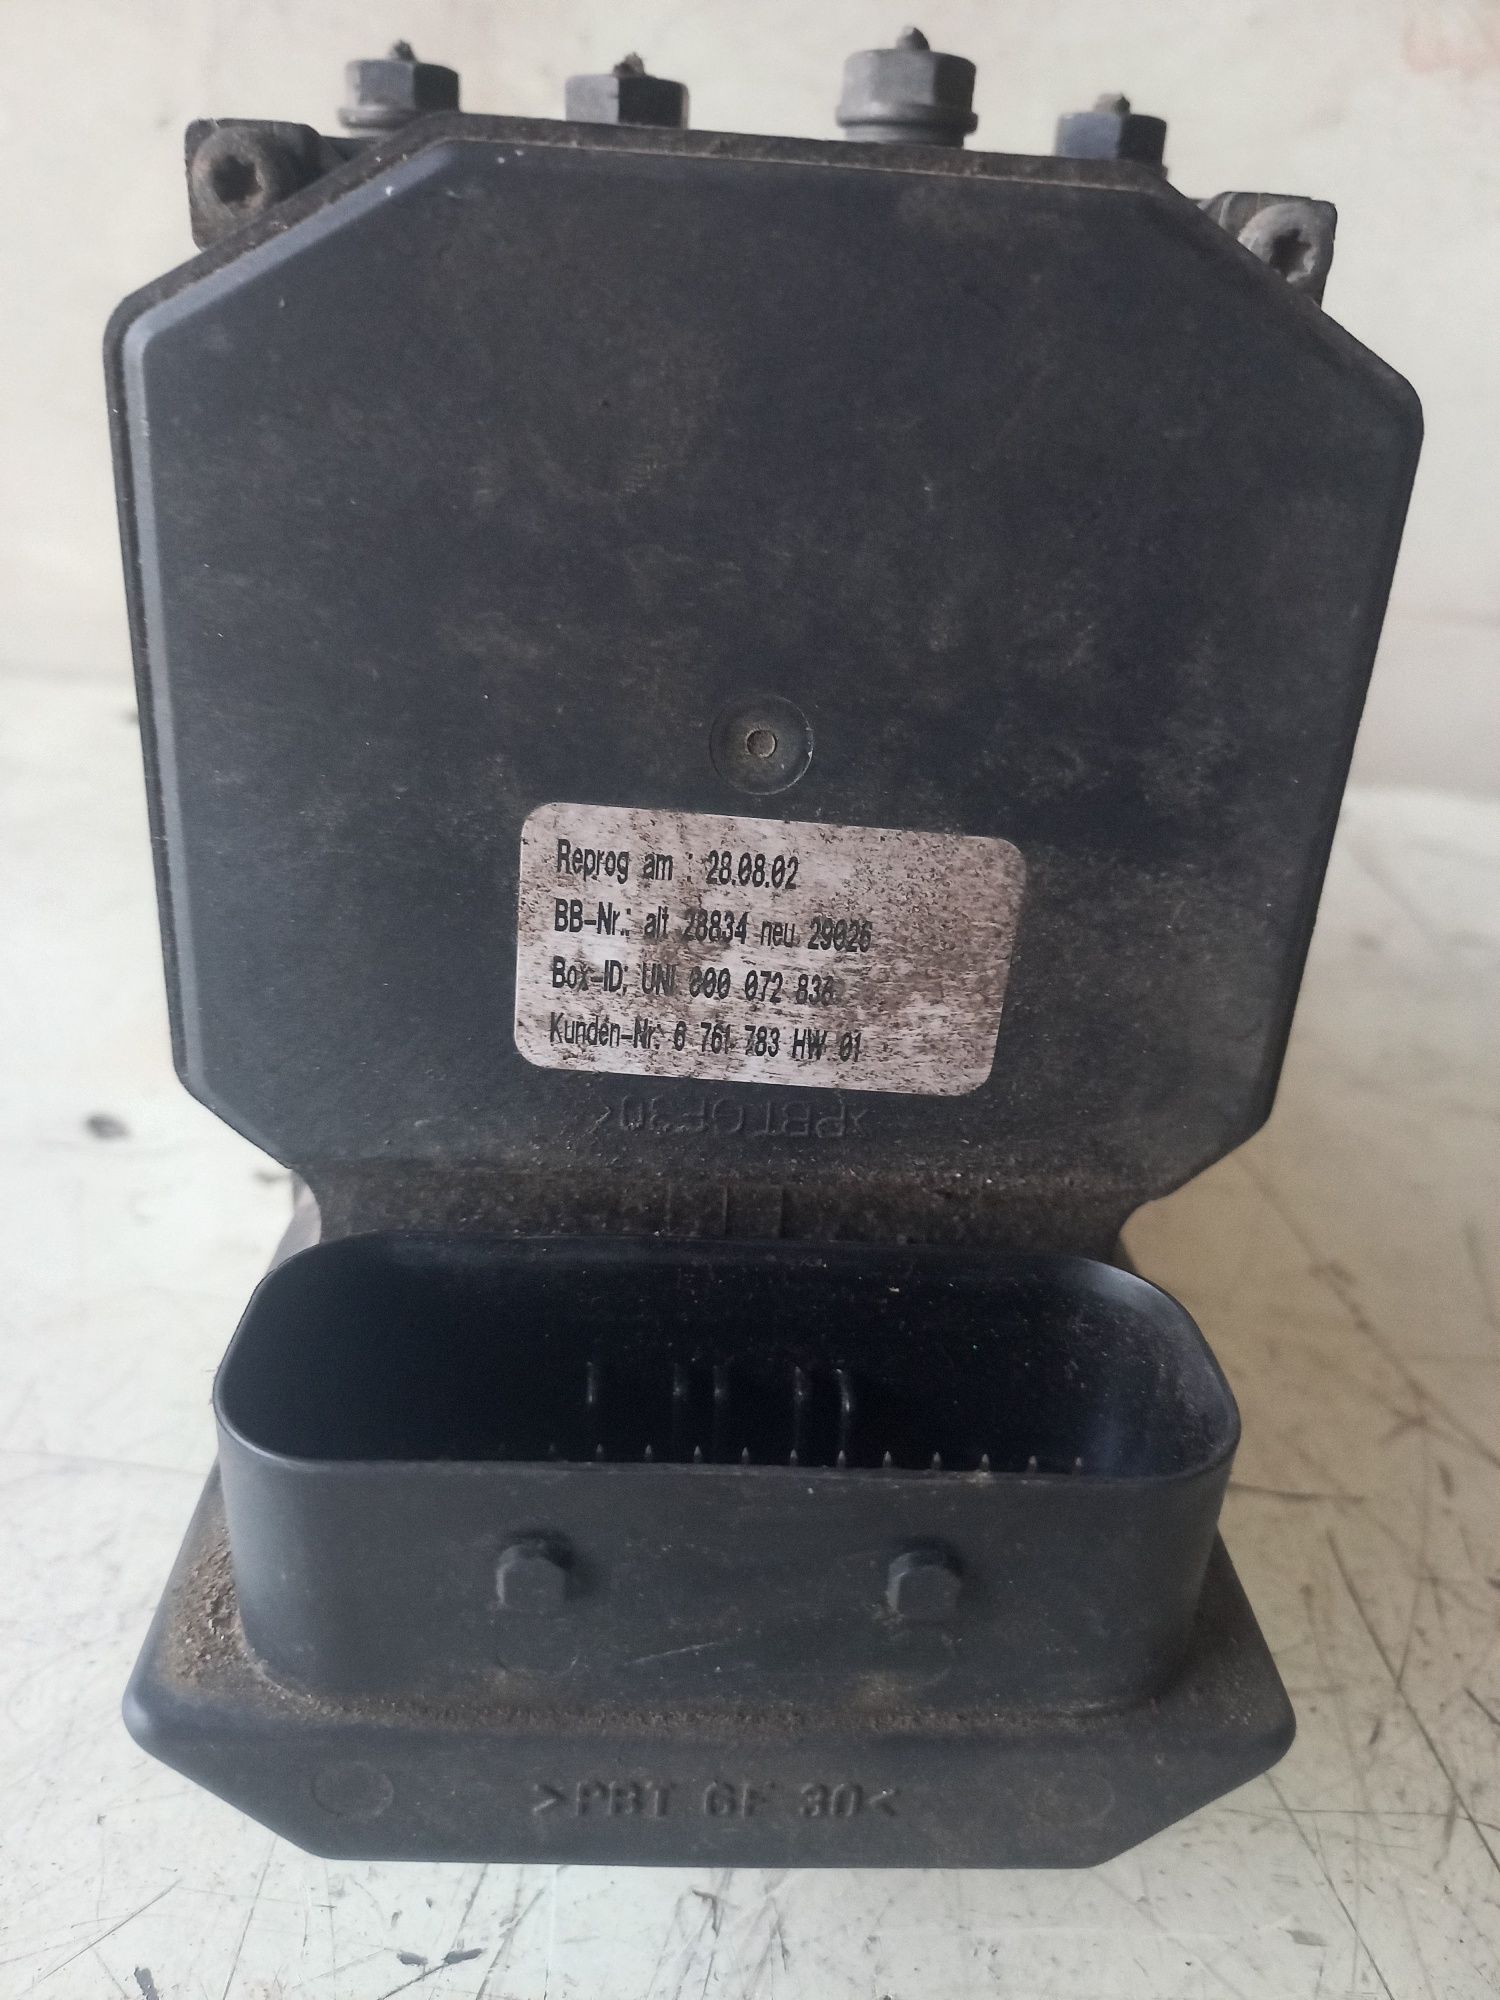 Reprog am : 28.08.02
BB-Nr.: alt 28834 neu 29026
Box-ID: UNI 000 072 838
Kunden-Nr: 6 761 783 HW 01
>PBT GF 30<
>PBT GF 30<